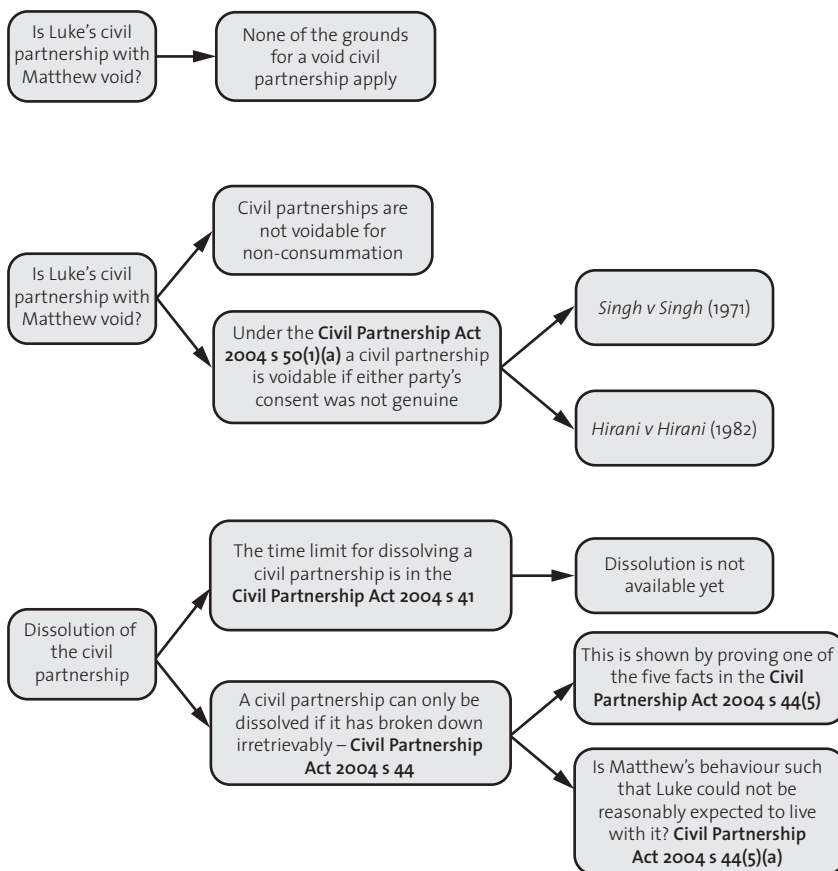 Is Luke's civil
partnership with
Matthew void?
None of the grounds
for a void civil
partnership apply
Civil partnerships are
not voidable for
non-consummation
Is Luke's civil
partnership with
Matthew void?
Under the Civil Partnership Act
2004 s 50(1)(a) a civil partnership
is voidable if either party's
consent was not genuine
Singh v Singh (1971)
Hirani v Hirani (1982)
The time limit for dissolving a
civil partnership is in the
Civil Partnership Act 2004 s 41
Dissolution is not
available yet
Dissolution of
the civil
partnership
A civil partnership can only be
dissolved if it has broken down
irretrievably – Civil Partnership
Act 2004 s 44
This is shown by proving one of
the five facts in the Civil
Partnership Act 2004 s 44(5)
Is Matthew's behaviour such
that Luke could not be
reasonably expected to live
with it? Civil Partnership
Act 2004 s 44(5)(a)